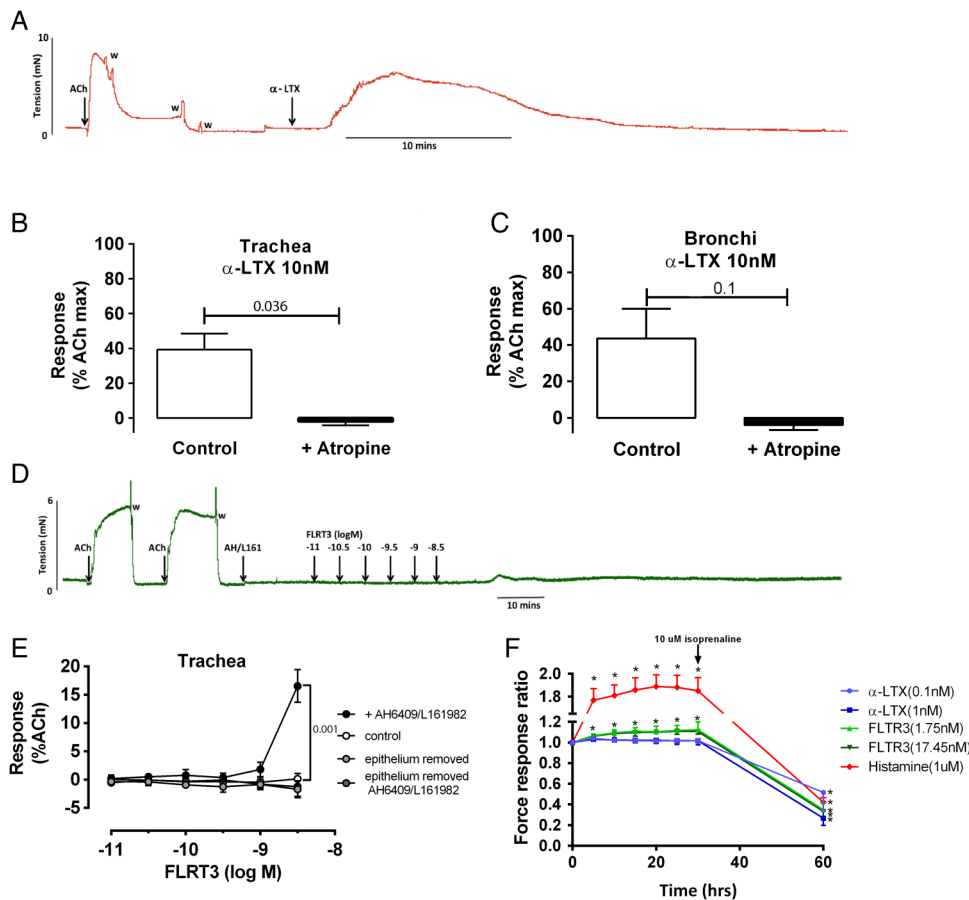 A
Tension (mN)
10
0
ACh
w
w
w
α- LTX
10 mins
B
Trachea
α-LTX 10nM
Response
(% ACh max)
100
80
60
40
20
0
0.036
Control
+ Atropine
C
Bronchi
α-LTX 10nM
Response
(% ACh max)
100
80
60
40
20
0
0.1
Control
+ Atropine
D
Tension (mN)
6
0
ACh
w
ACh
w
AH/L161
FLRT3 (logM)
-11 -10.5 -10 -9.5 -9 -8.5
10 mins
E
Trachea
Response
(%ACh)
20
15
10
5
0
-5
0.001
+ AH6409/L161982
control
epithelium removed
epithelium removed
AH6409/L161982
-11 -10 -9 -8
FLRT3 (log M)
F
10 uM isoprenaline
Force response ratio
1.8
1.6
1.2
1.0
0.8
0.6
0.4
0.2
0.0
* * * * * *
* * * * * *
*
*
*
*
0 20 40 60
Time (hrs)
α-LTX(0.1nM)
α-LTX(1nM)
FLTR3(1.75nM)
FLTR3(17.45nM)
Histamine(1uM)